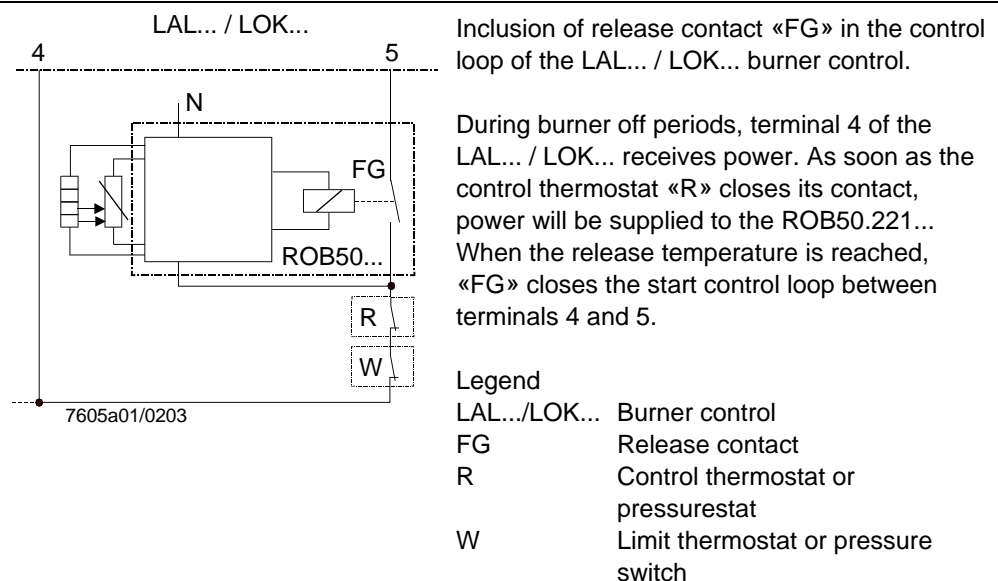 LAL... / LOK...
4
5
N
FG
ROB50...
R
W
7605a01/0203
Inclusion of release contact «FG» in the control
loop of the LAL... / LOK... burner control.
During burner off periods, terminal 4 of the
LAL... / LOK... receives power. As soon as the
control thermostat «R» closes its contact,
power will be supplied to the ROB50.221...
When the release temperature is reached,
«FG» closes the start control loop between
terminals 4 and 5.
Legend
LAL.../LOK... Burner control
FG Release contact
R Control thermostat or
pressurestat
W Limit thermostat or pressure
switch